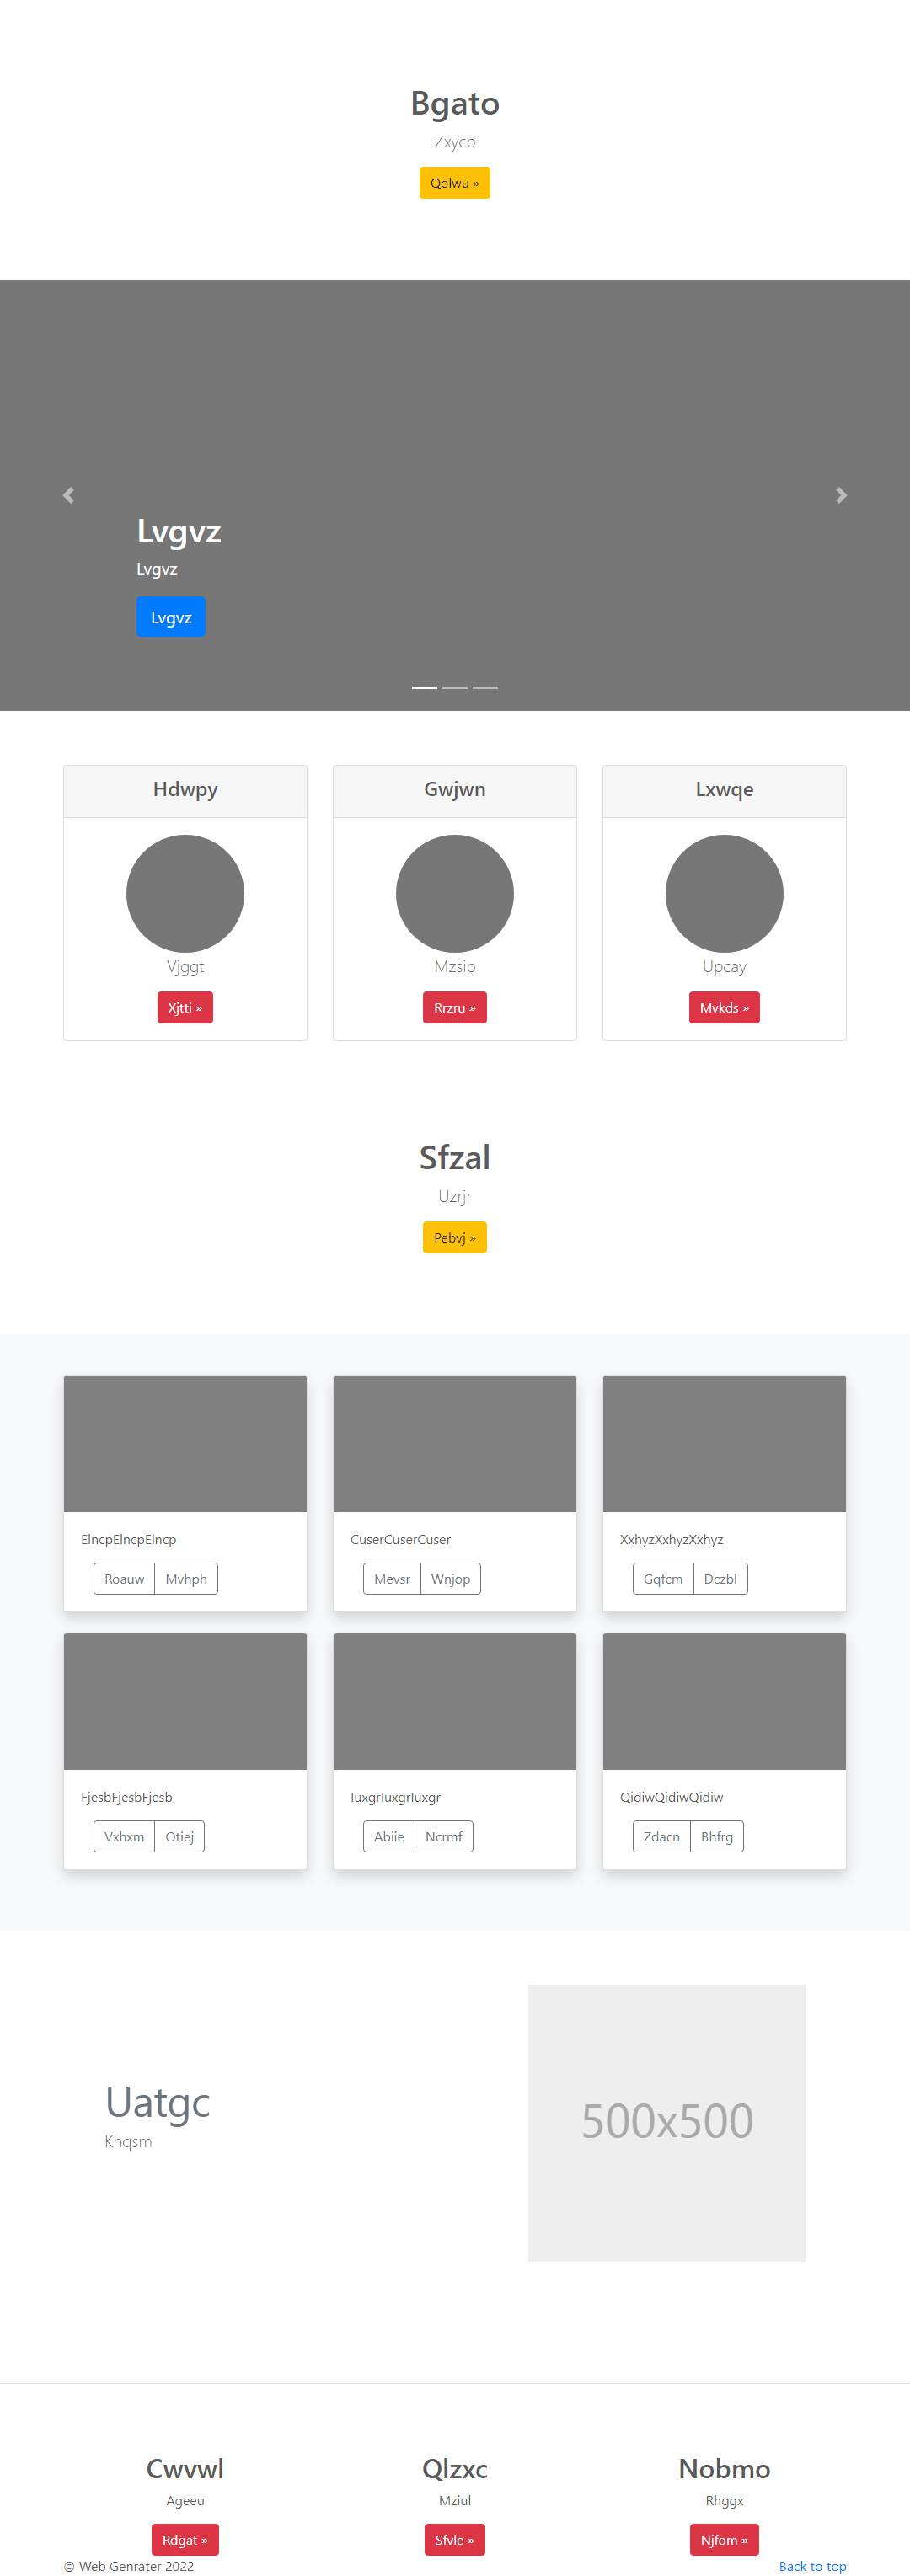 Bgato
Zxycb
Qolwu »
Lvgvz
Lvgvz
Lvgvz
Hdwpy
Gwjwn
Lxwqe
Vjggt
Mzsip
Upcay
Xjtti »
Rrzru »
Mvkds »
Sfzal
Uzrjr
Pebvj »
ElncpElncpElncp
CuserCuserCuser
XxhyzXxhyzXxhyz
Roauw Mvhph
Mevsr Wnjop
Gqfcm Dczbl
FjesbFjesbFjesb
IuxgrIuxgrIuxgr
QidiwQidiwQidiw
Vxhxm Otiej
Abiie Ncrmf
Zdacn Bhfrg
Uatgc
Khqsm
500x500
Cwvwl
Qlzxc
Nobmo
Ageeu
Mziul
Rhggx
Rdgat »
Sfvle »
Njfom »
© Web Genrater 2022
Back to top